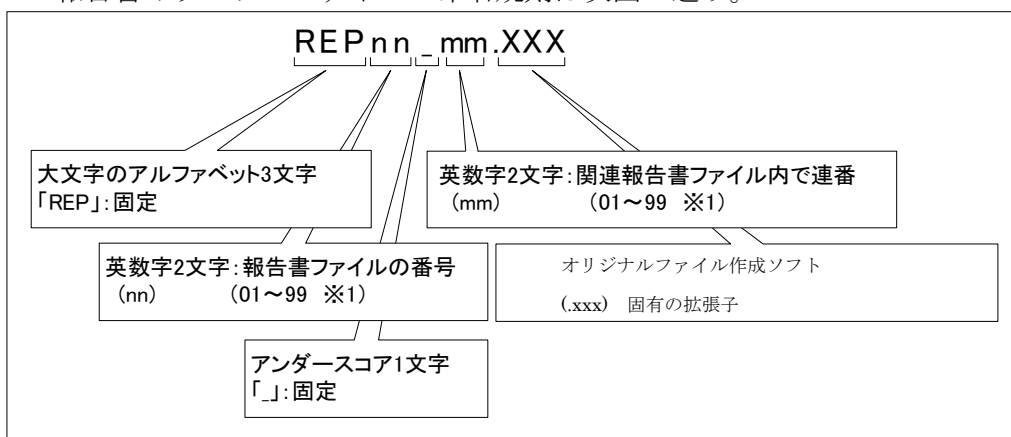 REPnn_mm.XXX
大文字のアルファベット3文字
「REP」:固定
英数字2文字:関連報告書ファイル内で連番
(mm) (01～99 ※1)
英数字2文字:報告書ファイルの番号
(nn) (01～99 ※1)
オリジナルファイル作成ソフト
(.xxx) 固有の拡張子
アンダースコア1文字
「_」:固定